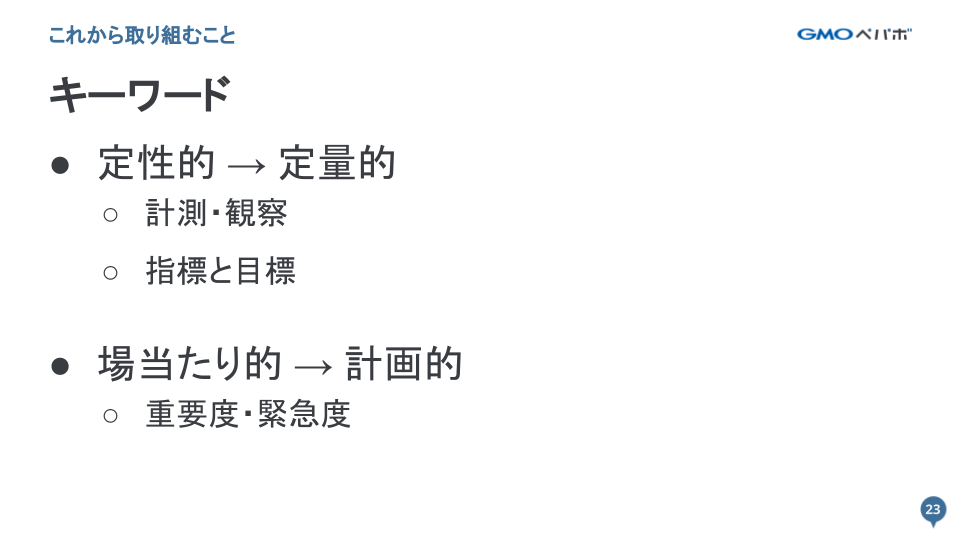 これから取り組むこと
GMOペパボ
キーワード
● 定性的 → 定量的
○ 計測・観察
○ 指標と目標
● 場当たり的 → 計画的
○ 重要度・緊急度
23